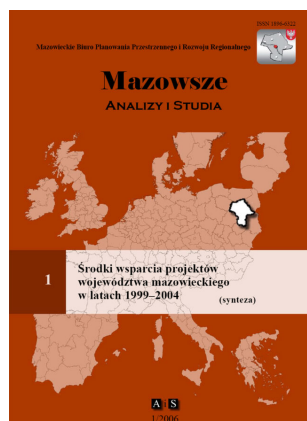 ISSN 1896-6322
Mazowieckie Biuro Planowania Przestrzennego i Rozwoju Regionalnego
Mazowsze
ANALIZY I STUDIA
1
Środki wsparcia projektów
województwa mazowieckiego
w latach 1999–2004
(synteza)
A i S
1/2006